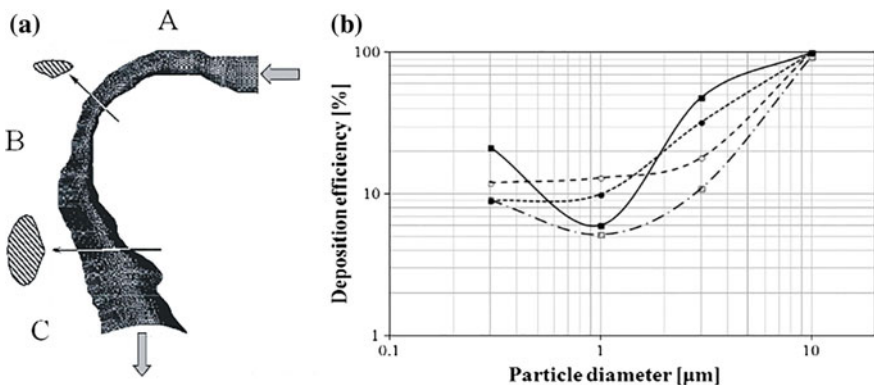 (a)
A
B
C
(b)
Deposition efficiency [%]
100
10
1
0.1
1
10
Particle diameter [µm]